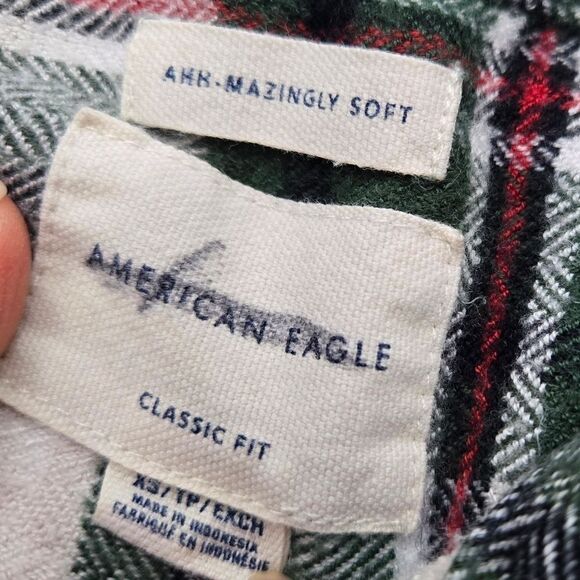 AHH-MAZINGLY SOFT
AMERICAN EAGLE
CLASSIC FIT
XS/TP/EXCH
MADE IN INDONESIA
FABRIQUÉ EN INDONÉSIE